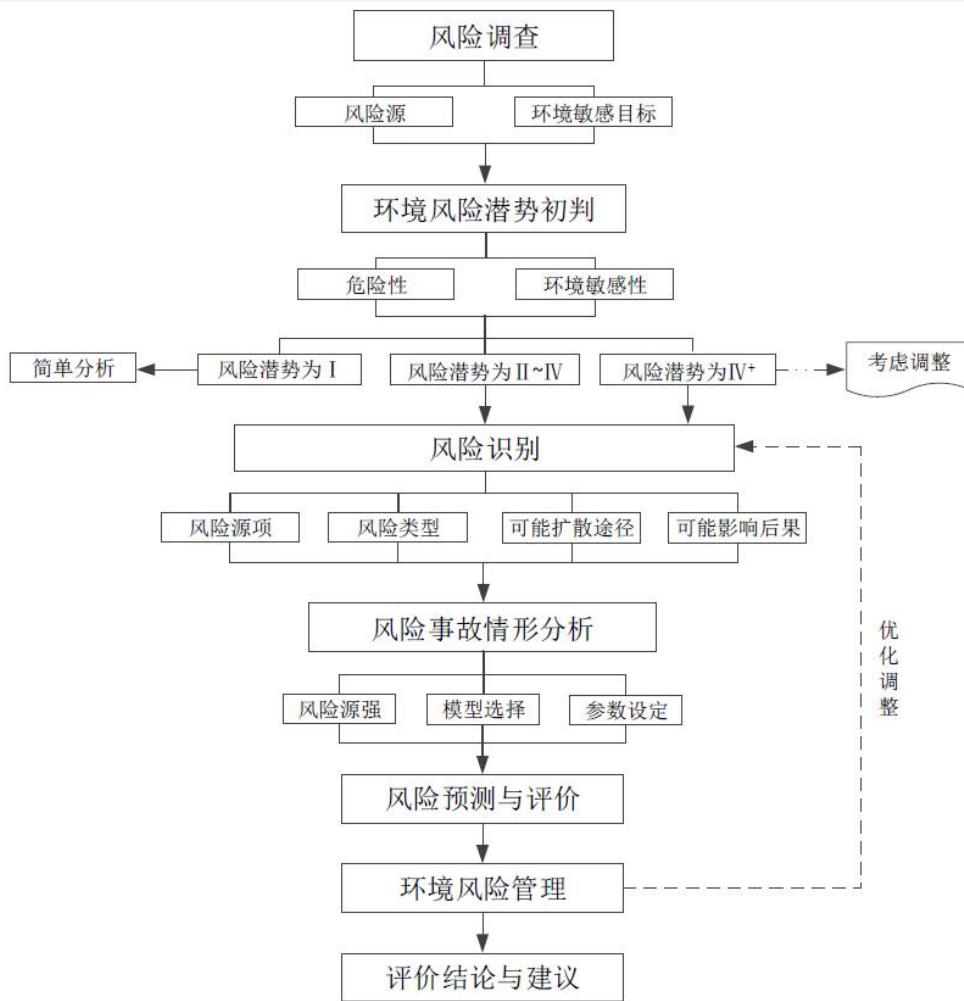 风险调查
风险源
环境敏感目标
环境风险潜势初判
危险性
环境敏感性
简单分析
风险潜势为Ⅰ
风险潜势为Ⅱ~Ⅳ
风险潜势为Ⅳ⁺
考虑调整
风险识别
风险源项
风险类型
可能扩散途径
可能影响后果
风险事故情形分析
优化调整
风险源强
模型选择
参数设定
风险预测与评价
环境风险管理
评价结论与建议